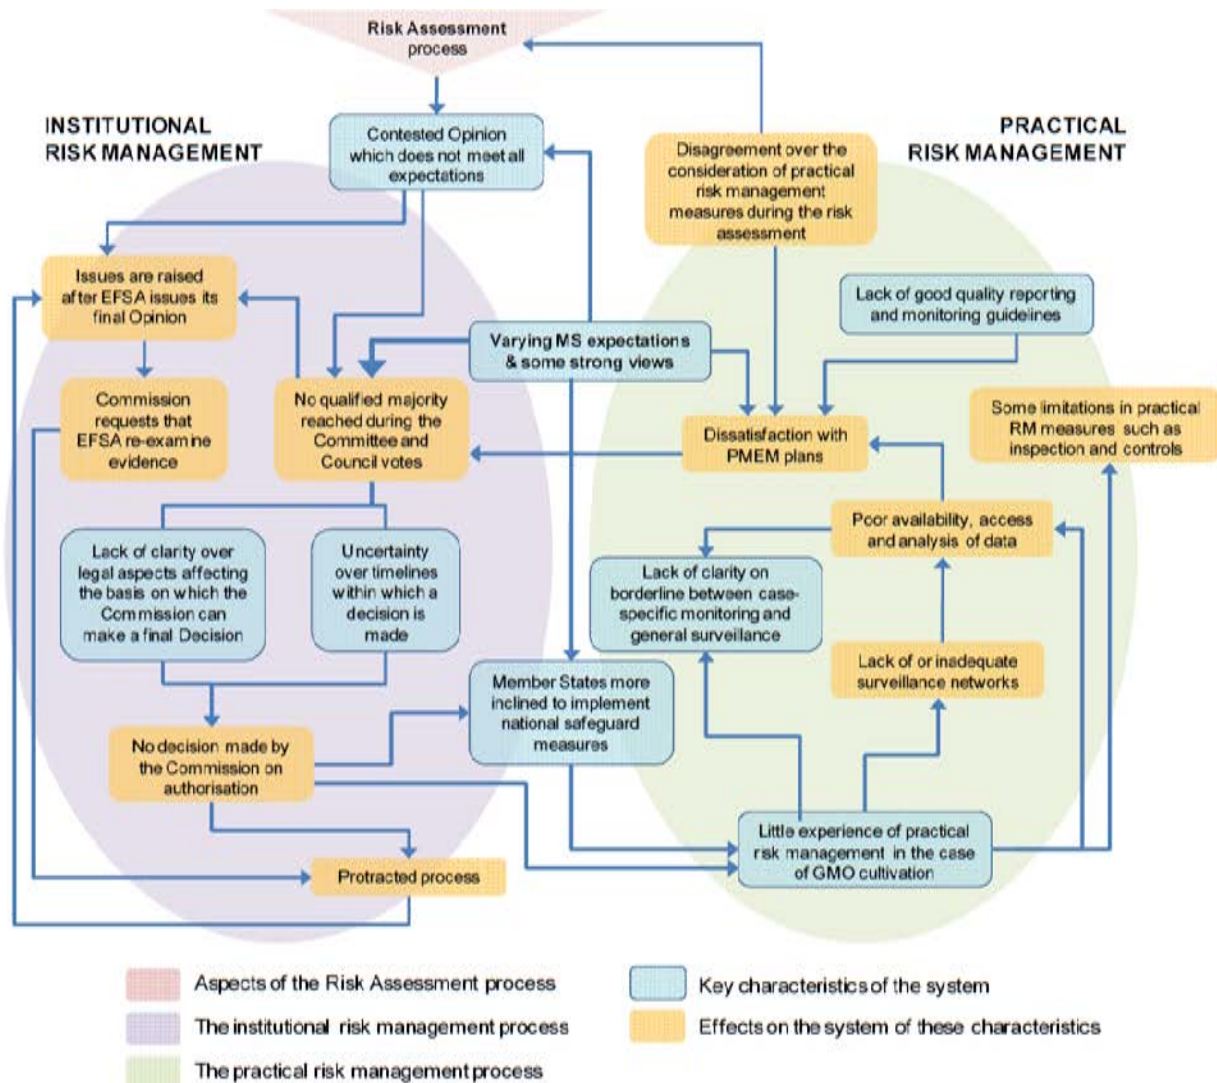 Risk Assessment
process
INSTITUTIONAL
RISK MANAGEMENT
PRACTICAL
RISK MANAGEMENT
Contested Opinion
which does not meet all
expectations
Disagreement over the
consideration of practical
risk management
measures during the risk
assessment
Issues are raised
after EFSA issues its
final Opinion
Lack of good quality reporting
and monitoring guidelines
Varying MS expectations
& some strong views
Commission
requests that
EFSA re-examine
evidence
No qualified majority
reached during the
Committee and
Council votes
Dissatisfaction with
PMEM plans
Some limitations in practical
RM measures such as
inspection and controls
Lack of clarity over
legal aspects affecting
the basis on which the
Commission can
make a final Decision
Uncertainty
over timelines
within which a
decision is
made
Poor availability, access
and analysis of data
Lack of clarity on
borderline between case-
specific monitoring and
general surveillance
Lack of or inadequate
surveillance networks
Member States more
inclined to implement
national safeguard
measures
No decision made by
the Commission on
authorisation
Little experience of practical
risk management in the case
of GMO cultivation
Protracted process
Aspects of the Risk Assessment process
The institutional risk management process
The practical risk management process
Key characteristics of the system
Effects on the system of these characteristics